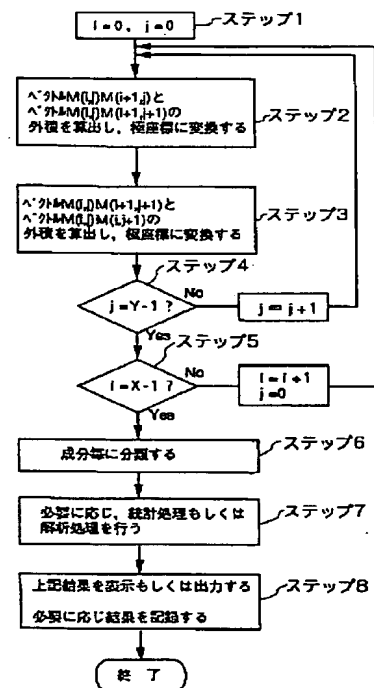 i=0, j=0
ステップ1
ベクトルM(i,j)M(i+1,j)と
ベクトルM(i,j)M(i+1,j+1)の
外積を算出し，極座標に変換する
ステップ2
ベクトルM(i,j)M(i+1,j+1)と
ベクトルM(i,j)M(i,j+1)の
外積を算出し，極座標に変換する
ステップ3
ステップ4
j=Y-1 ?
No
j = j+1
Yes
ステップ5
i=X-1 ?
No
i = i+1
j=0
Yes
成分毎に分類する
ステップ6
必要に応じ，統計処理もしくは
解析処理を行う
ステップ7
上記結果を表示もしくは出力する
必要に応じ結果を記録する
ステップ8
終 了